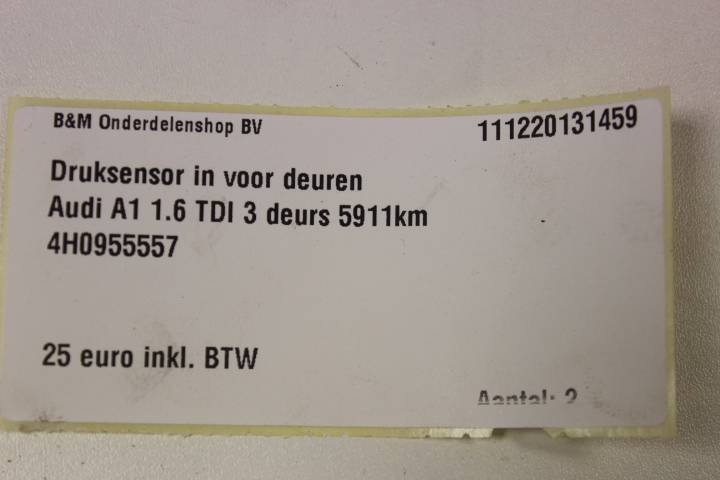 B&M Onderdelenshop BV
111220131459
Druksensor in voor deuren
Audi A1 1.6 TDI 3 deurs 5911km
4H0955557
25 euro inkl. BTW
Aantal: 2